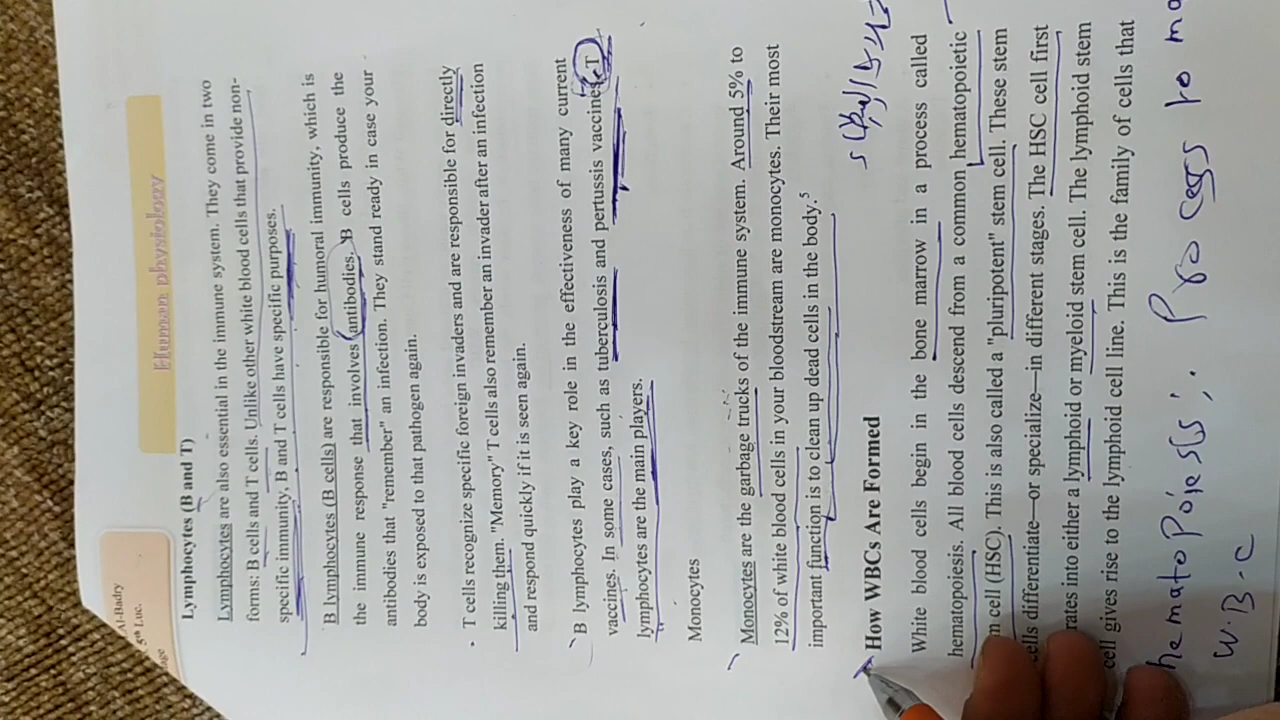 Al-Badry
5th Luc.
Human physiology
Lymphocytes (B and T)
Lymphocytes are also essential in the immune system. They come in two
forms: B cells and T cells. Unlike other white blood cells that provide non-
specific immunity, B and T cells have specific purposes.
B lymphocytes (B cells) are responsible for humoral immunity, which is
the immune response that involves antibodies. B cells produce the
antibodies that "remember" an infection. They stand ready in case your
body is exposed to that pathogen again.
T cells recognize specific foreign invaders and are responsible for directly
killing them. "Memory" T cells also remember an invader after an infection
and respond quickly if it is seen again.
B lymphocytes play a key role in the effectiveness of many current
vaccines. In some cases, such as tuberculosis and pertussis vaccines, T
lymphocytes are the main players.
Monocytes
Monocytes are the garbage trucks of the immune system. Around 5% to
12% of white blood cells in your bloodstream are monocytes. Their most
important function is to clean up dead cells in the body.5
How WBCs Are Formed
White blood cells begin in the bone marrow in a process called
hematopoiesis. All blood cells descend from a common hematopoietic
cell (HSC). This is also called a "pluripotent" stem cell. These stem
differentiate—or specialize—in different stages. The HSC cell first
into either a lymphoid or myeloid stem cell. The lymphoid stem
cell gives rise to the lymphoid cell line. This is the family of cells that
hematopoiesis: Process to
W.B.C